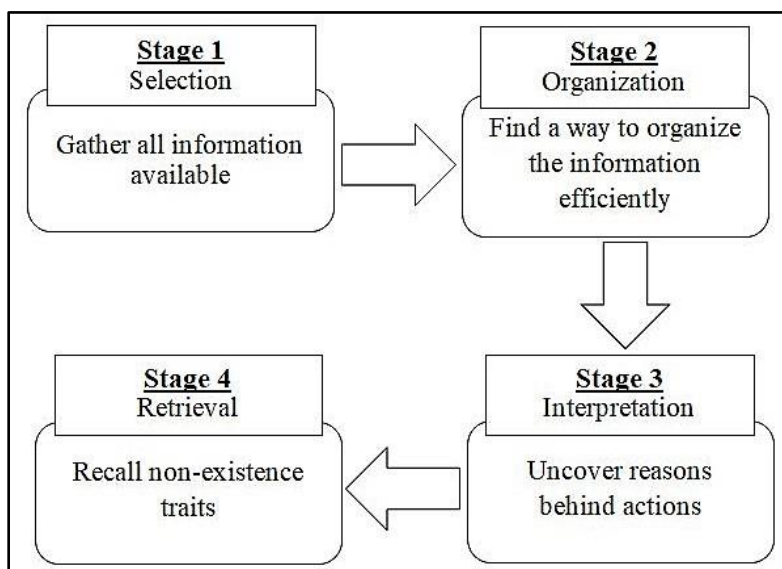 Stage 1
Selection
Gather all information
available
Stage 2
Organization
Find a way to organize
the information
efficiently
Stage 3
Interpretation
Uncover reasons
behind actions
Stage 4
Retrieval
Recall non-existence
traits